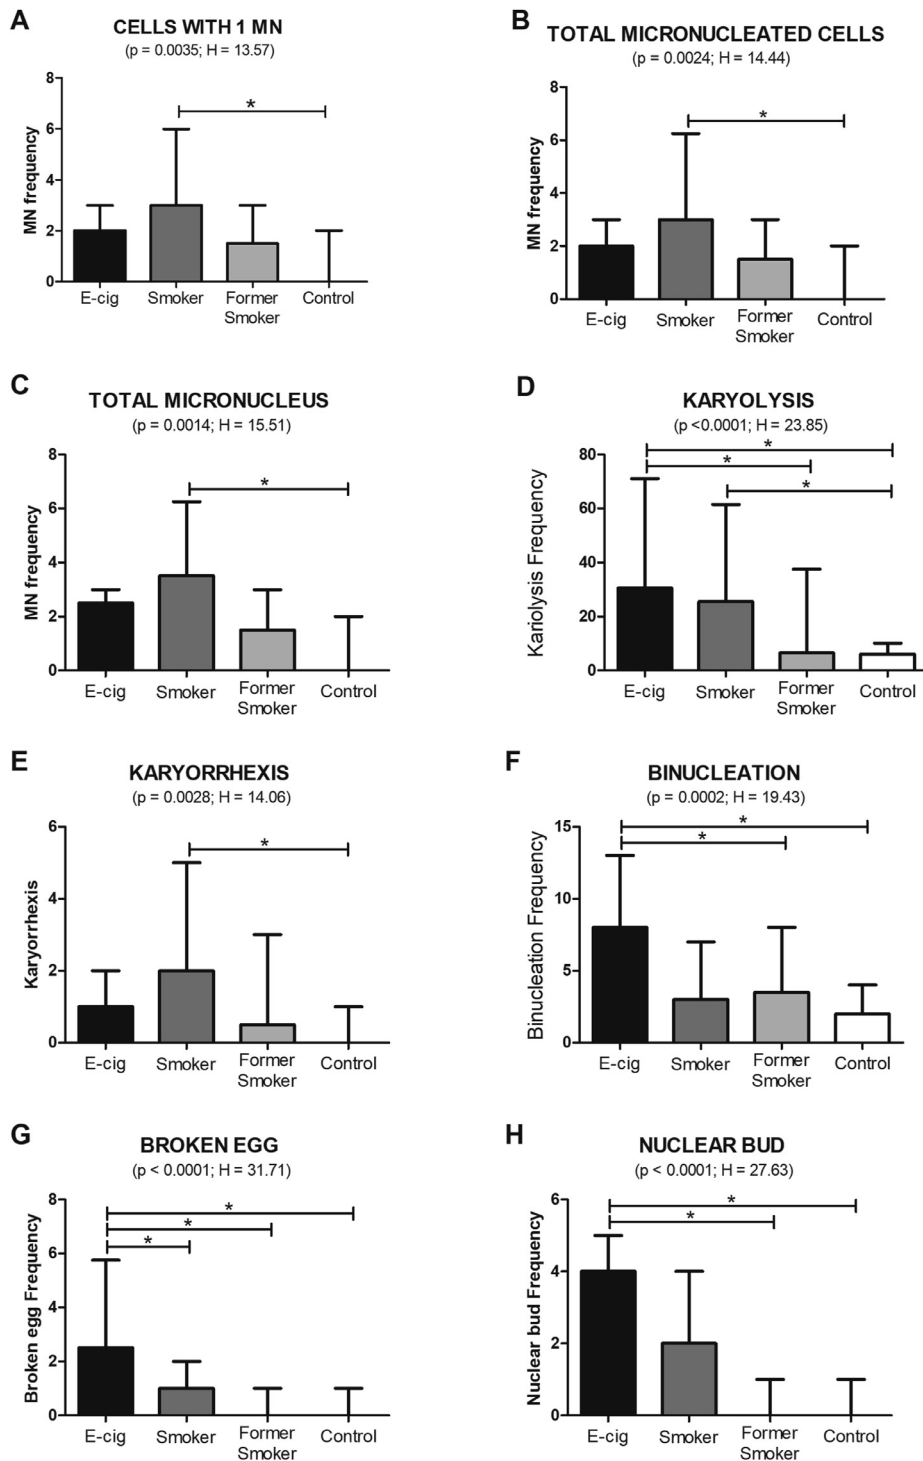 A
CELLS WITH 1 MN
(p = 0.0035; H = 13.57)
MN frequency
8
6
4
2
0
*
E-cig
Smoker
Former
Smoker
Control
B
TOTAL MICRONUCLEATED CELLS
(p = 0.0024; H = 14.44)
MN frequency
8
6
4
2
0
*
E-cig
Smoker
Former
Smoker
Control
C
TOTAL MICRONUCLEUS
(p = 0.0014; H = 15.51)
MN frequency
8
6
4
2
0
*
E-cig
Smoker
Former
Smoker
Control
D
KARYOLYSIS
(p <0.0001; H = 23.85)
Kariolysis Frequency
80
60
40
20
0
*
*
*
E-cig
Smoker
Former
Smoker
Control
E
KARYORRHEXIS
(p = 0.0028; H = 14.06)
Karyorrhexis
6
4
2
0
*
E-cig
Smoker
Former
Smoker
Control
F
BINUCLEATION
(p = 0.0002; H = 19.43)
Binucleation Frequency
15
10
5
0
*
*
E-cig
Smoker
Former
Smoker
Control
G
BROKEN EGG
(p < 0.0001; H = 31.71)
Broken egg Frequency
8
6
4
2
0
*
*
*
E-cig
Smoker
Former
Smoker
Control
H
NUCLEAR BUD
(p < 0.0001; H = 27.63)
Nuclear bud Frequency
6
4
2
0
*
*
E-cig
Smoker
Former
Smoker
Control